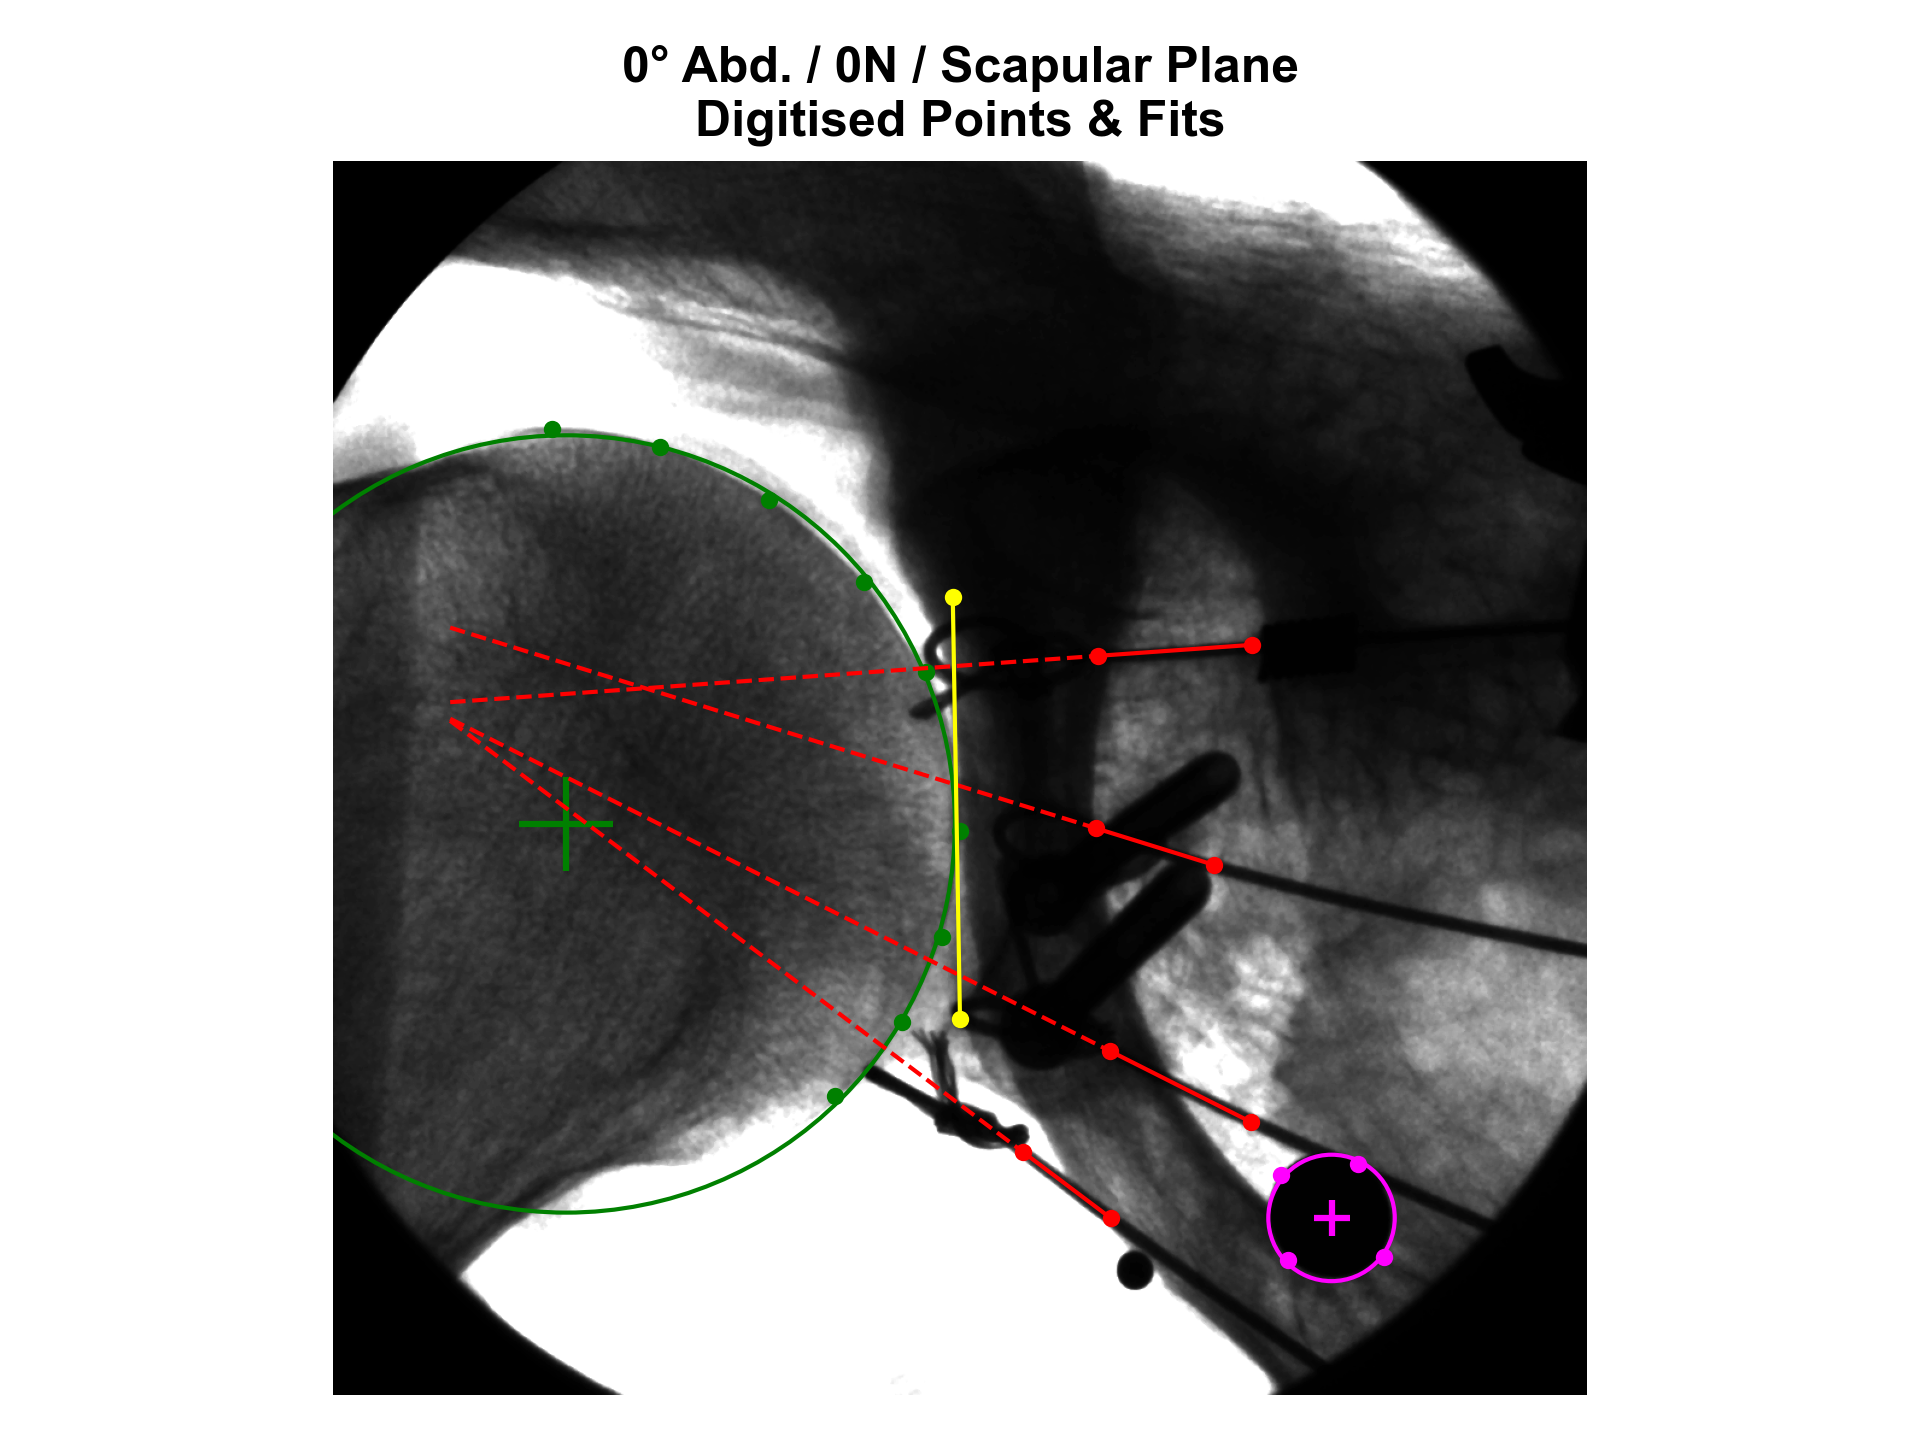 0° Abd. / 0N / Scapular Plane
Digitised Points & Fits